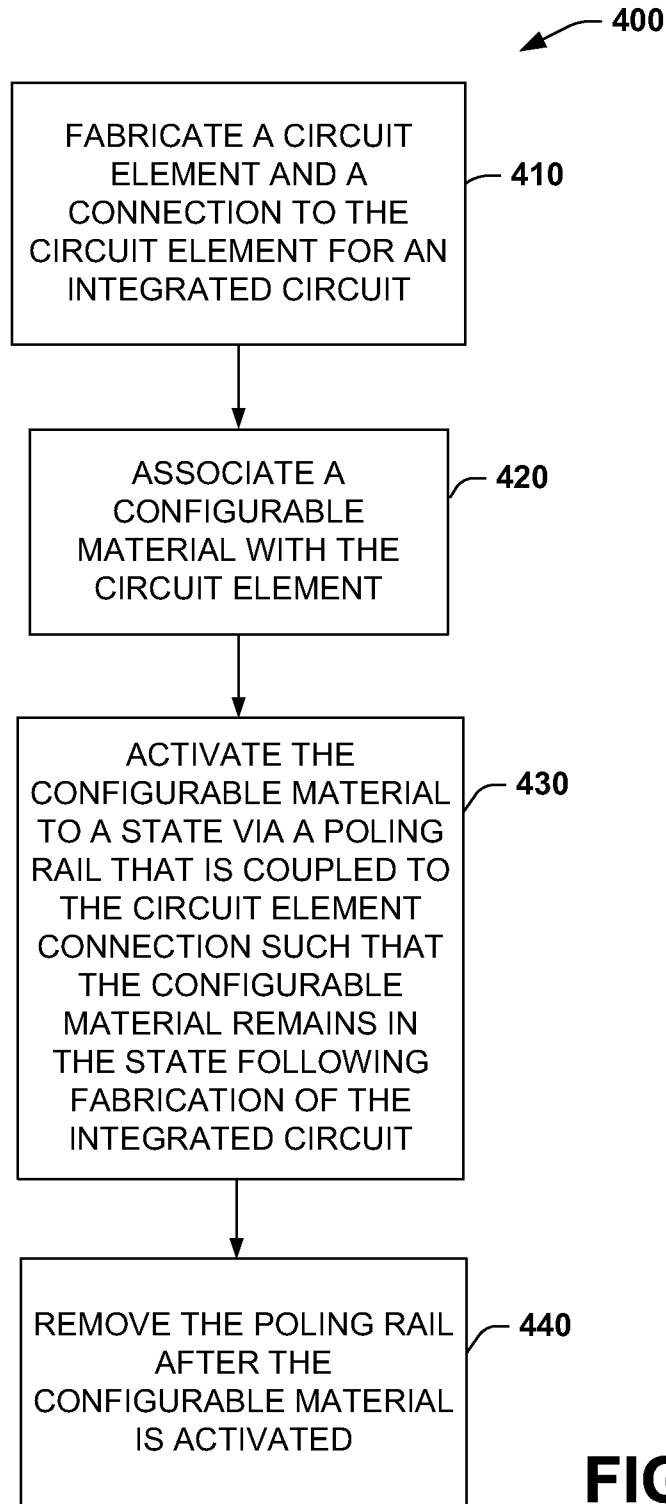 400
FABRICATE A CIRCUIT
ELEMENT AND A
CONNECTION TO THE
CIRCUIT ELEMENT FOR AN
INTEGRATED CIRCUIT
410
ASSOCIATE A
CONFIGURABLE
MATERIAL WITH THE
CIRCUIT ELEMENT
420
ACTIVATE THE
CONFIGURABLE MATERIAL
TO A STATE VIA A POLING
RAIL THAT IS COUPLED TO
THE CIRCUIT ELEMENT
CONNECTION SUCH THAT
THE CONFIGURABLE
MATERIAL REMAINS IN
THE STATE FOLLOWING
FABRICATION OF THE
INTEGRATED CIRCUIT
430
REMOVE THE POLING RAIL
AFTER THE
CONFIGURABLE MATERIAL
IS ACTIVATED
440